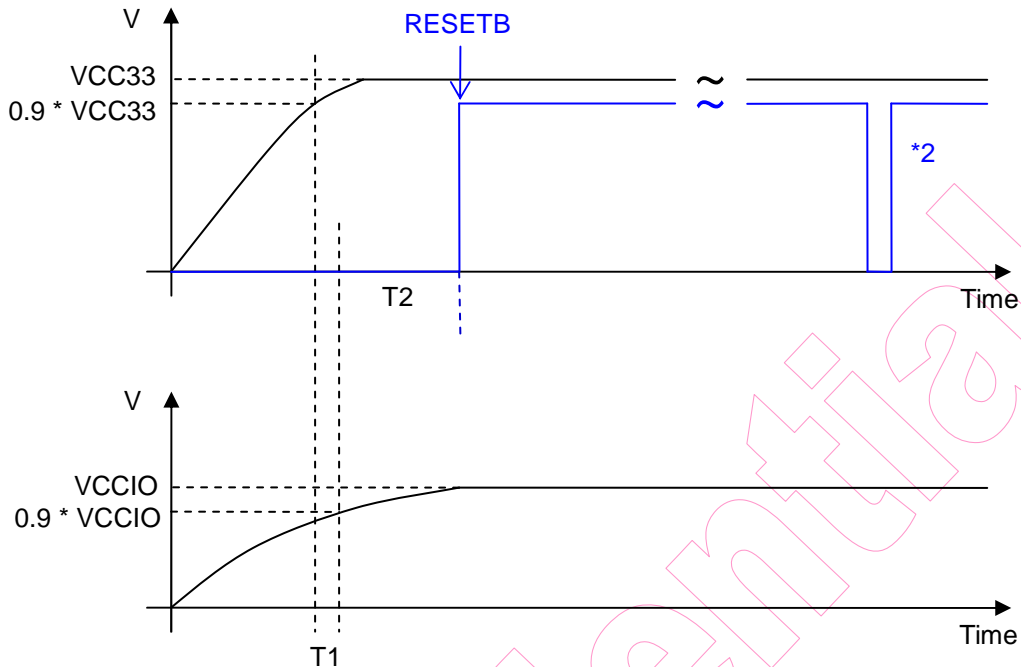 V
RESETB
VCC33
0.9 * VCC33
~
~
*2
T2
Time
V
VCCIO
0.9 * VCCIO
Time
T1